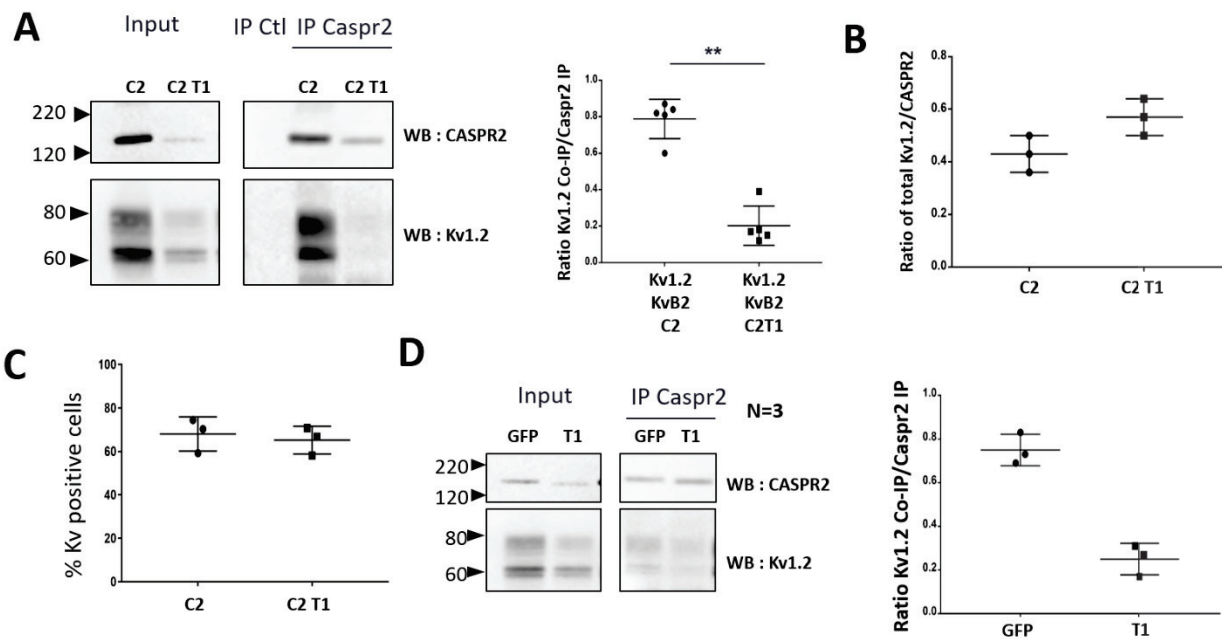 A
Input
IP Ctl
IP Caspr2
C2
C2 T1
C2
C2 T1
220
120
WB : CASPR2
80
60
WB : Kv1.2
Ratio Kv1.2 Co-IP/Caspr2 IP
1.0
0.8
0.6
0.4
0.2
0.0
**
Kv1.2
KvB2
C2
Kv1.2
KvB2
C2T1
B
Ratio of total Kv1.2/CASPR2
0.8
0.6
0.4
0.2
0.0
C2
C2 T1
C
% Kv positive cells
100
80
60
40
20
0
C2
C2 T1
D
Input
IP Caspr2
N=3
GFP
T1
GFP
T1
220
120
WB : CASPR2
80
60
WB : Kv1.2
Ratio Kv1.2 Co-IP/Caspr2 IP
1.0
0.8
0.6
0.4
0.2
0.0
GFP
T1